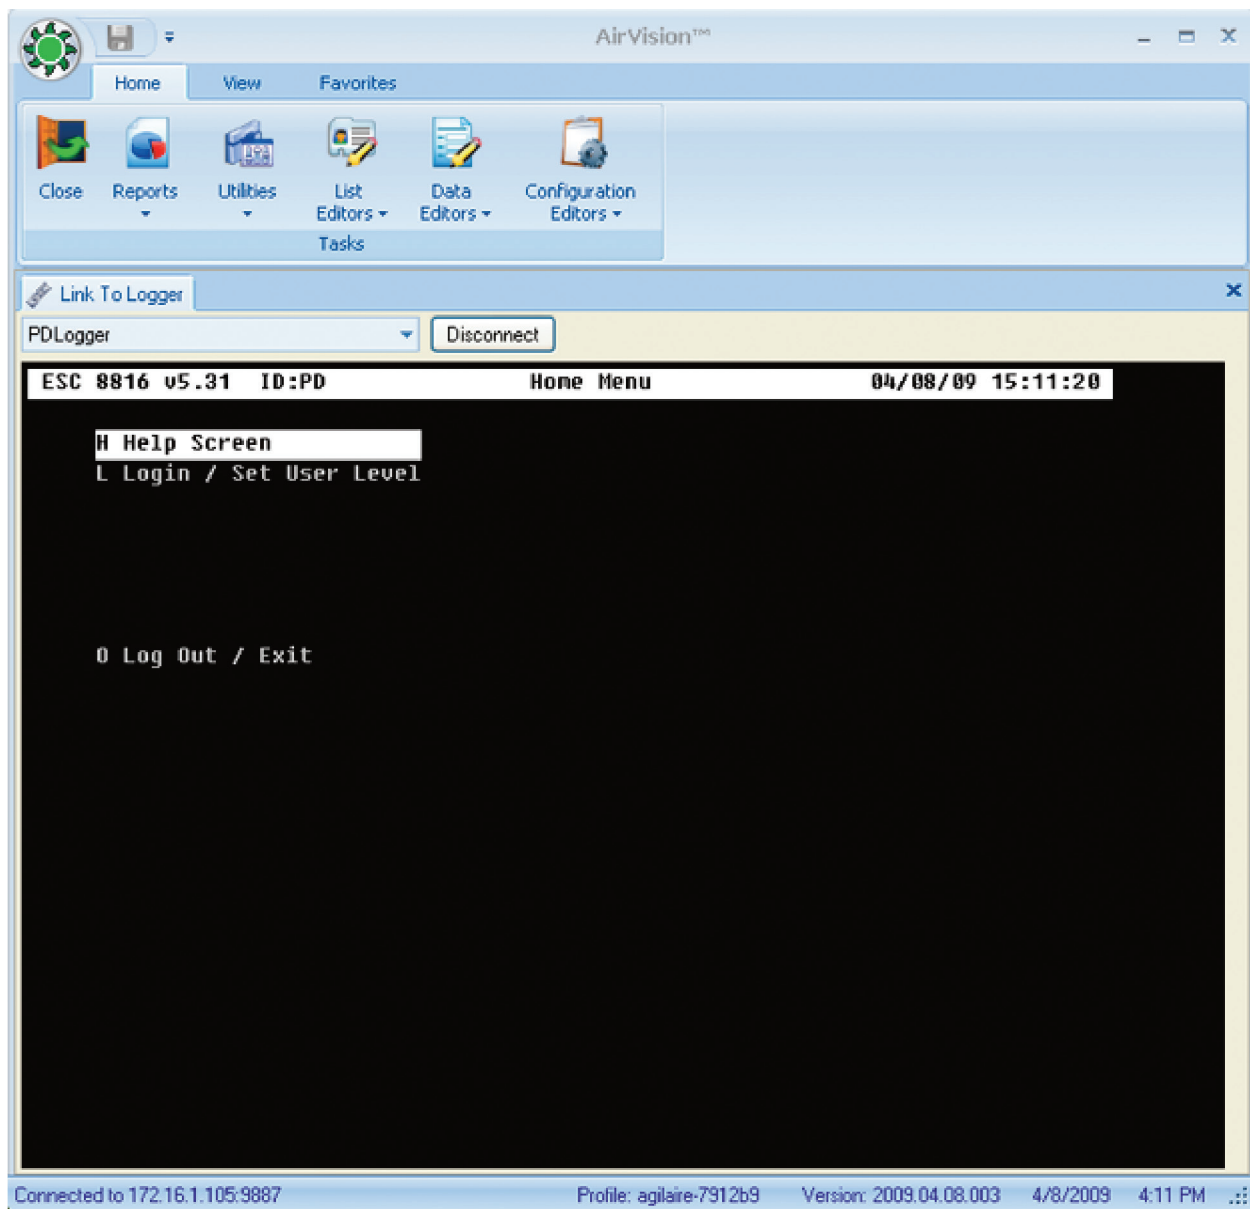 AirVision™
Home View Favorites
Close Reports Utilities List Editors Data Editors Configuration Editors
Tasks
Link To Logger
PDLogger Disconnect
ESC 8816 v5.31 ID:PD Home Menu 04/08/09 15:11:20
H Help Screen
L Login / Set User Level
O Log Out / Exit
Connected to 172.16.1.105:9887 Profile: agilaire-7912b9 Version: 2009.04.08.003 4/8/2009 4:11 PM